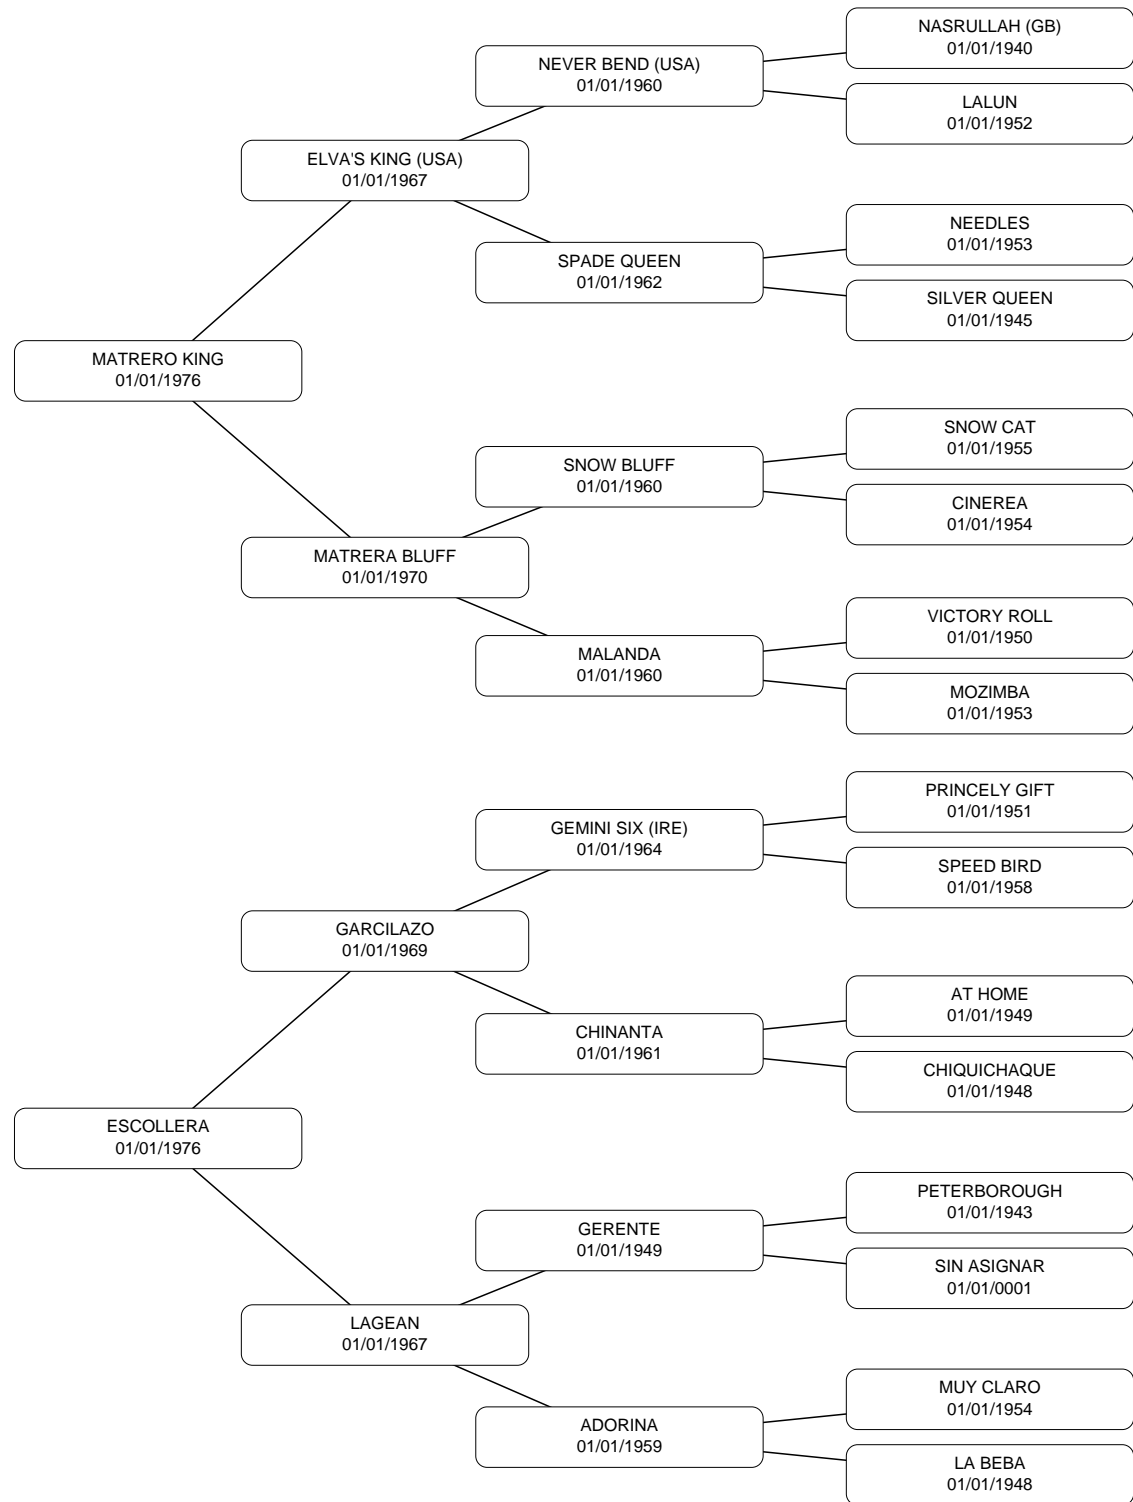 NASRULLAH (GB)
01/01/1940
NEVER BEND (USA)
01/01/1960
LALUN
01/01/1952
ELVA'S KING (USA)
01/01/1967
NEEDLES
01/01/1953
SPADE QUEEN
01/01/1962
SILVER QUEEN
01/01/1945
MATRERO KING
01/01/1976
SNOW CAT
01/01/1955
SNOW BLUFF
01/01/1960
CINEREA
01/01/1954
MATRERA BLUFF
01/01/1970
VICTORY ROLL
01/01/1950
MALANDA
01/01/1960
MOZIMBA
01/01/1953
PRINCELY GIFT
01/01/1951
GEMINI SIX (IRE)
01/01/1964
SPEED BIRD
01/01/1958
GARCILAZO
01/01/1969
AT HOME
01/01/1949
CHINANTA
01/01/1961
CHIQUICHAQUE
01/01/1948
ESCOLLERA
01/01/1976
PETERBOROUGH
01/01/1943
GERENTE
01/01/1949
SIN ASIGNAR
01/01/0001
LAGEAN
01/01/1967
MUY CLARO
01/01/1954
ADORINA
01/01/1959
LA BEBA
01/01/1948